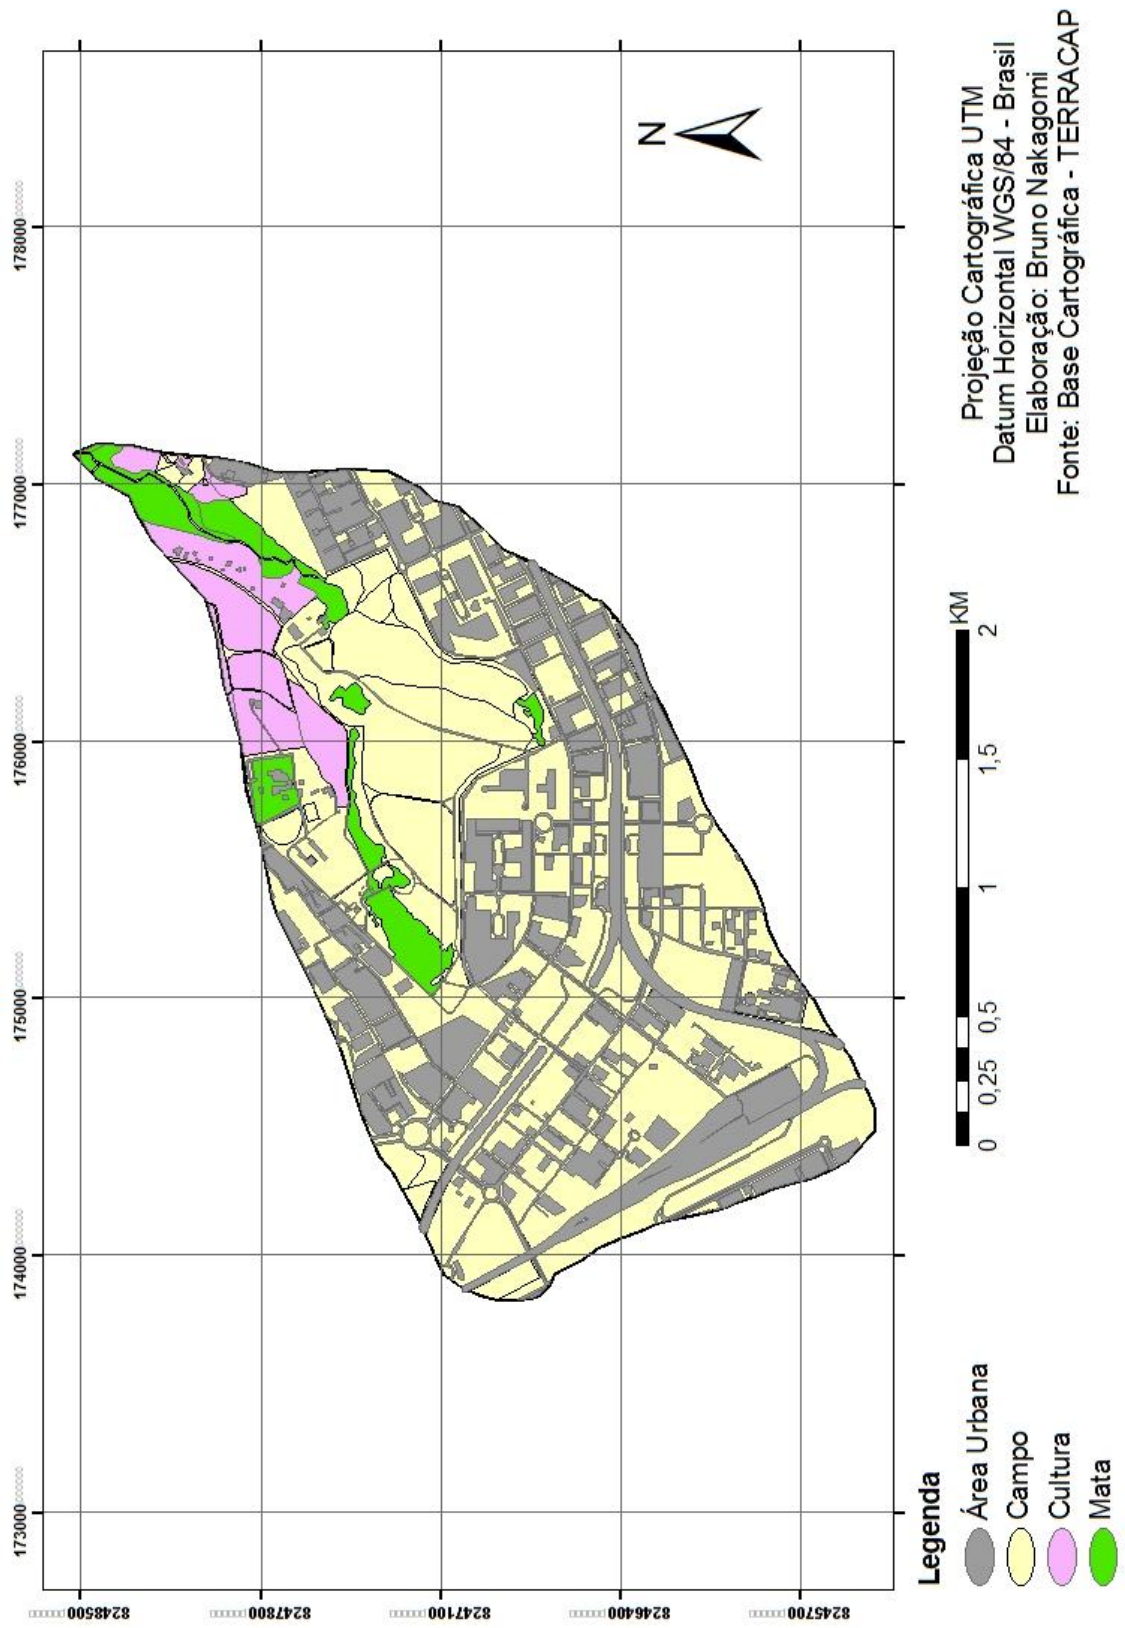 173000
174000
175000
176000
177000
178000
8248500
8247800
8247100
8246400
8245700
N
Legenda
Área Urbana
Campo
Cultura
Mata
0 0,25 0,5 1 1,5 2
KM
Projeção Cartográfica UTM
Datum Horizontal WGS/84 - Brasil
Elaboração: Bruno Nakagomi
Fonte: Base Cartográfica - TERRACAP